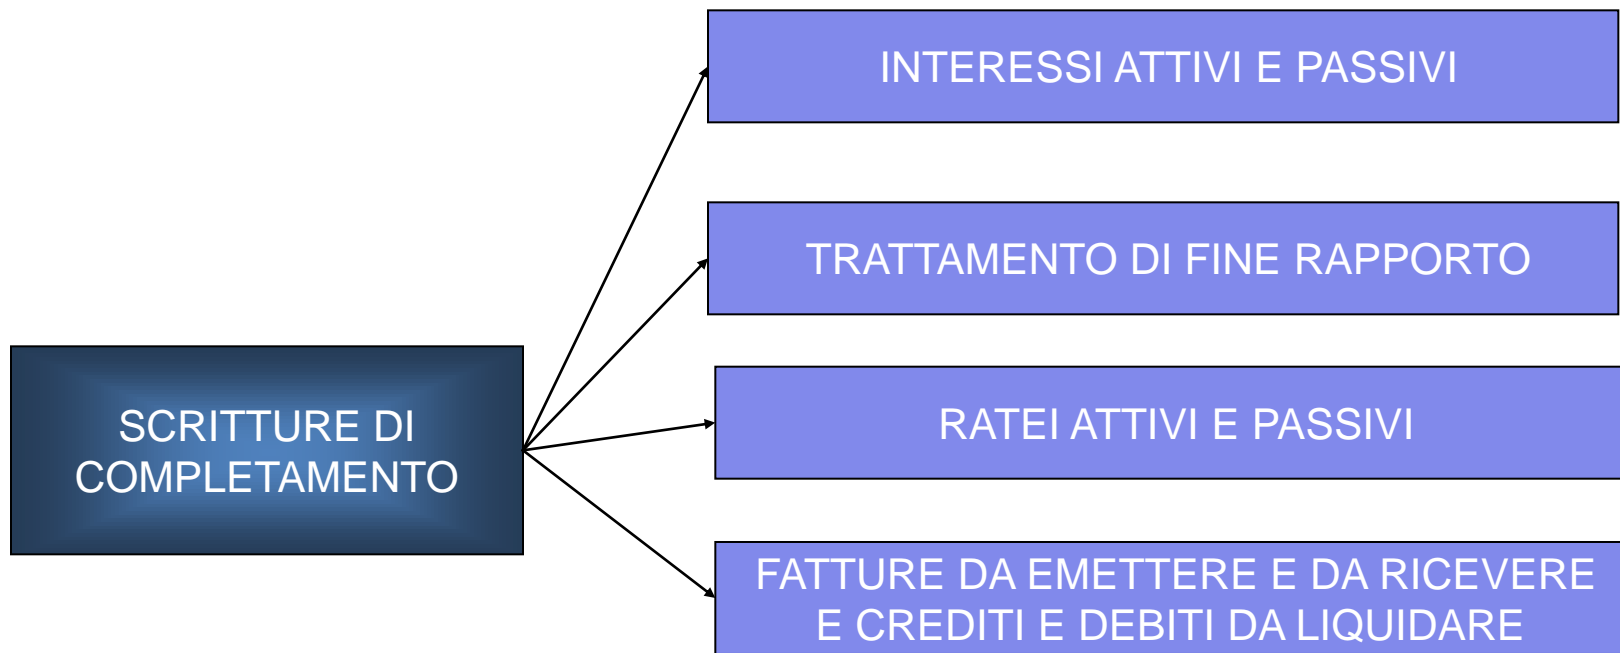 INTERESSI ATTIVI E PASSIVI
TRATTAMENTO DI FINE RAPPORTO
SCRITTURE DI
COMPLETAMENTO
RATEI ATTIVI E PASSIVI
FATTURE DA EMETTERE E DA RICEVERE
E CREDITI E DEBITI DA LIQUIDARE